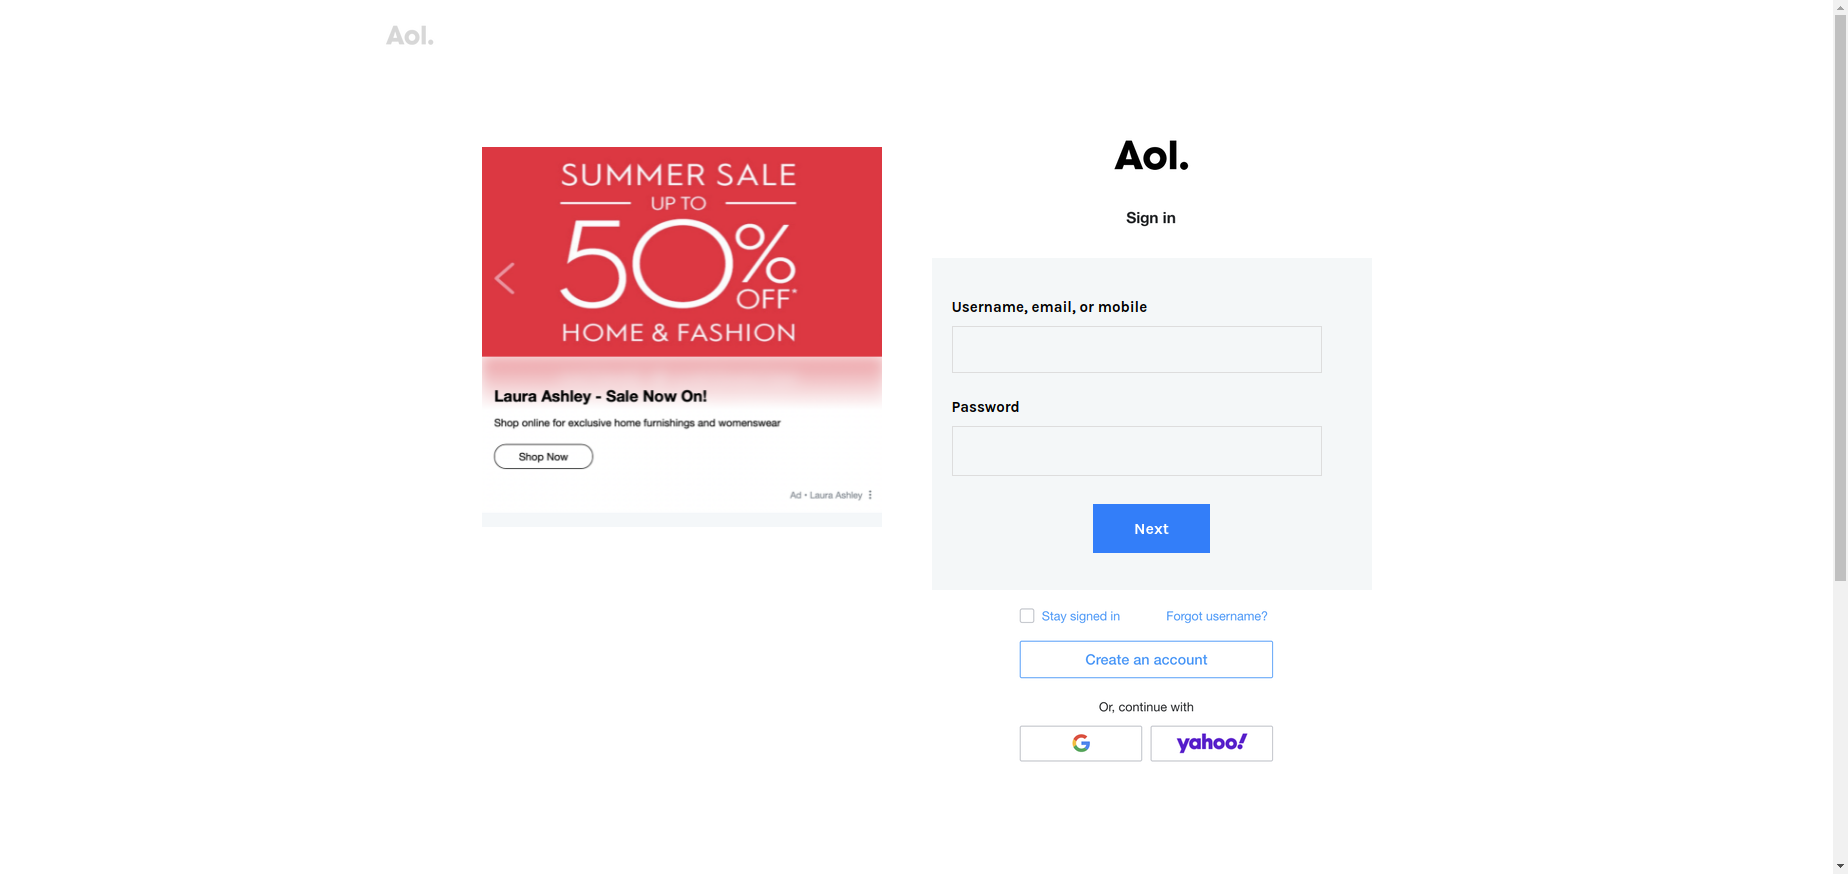 Aol.
SUMMER SALE
UP TO
50%
OFF*
HOME & FASHION
Laura Ashley - Sale Now On!
Shop online for exclusive home furnishings and womenswear
Shop Now
Ad • Laura Ashley
Aol.
Sign in
Username, email, or mobile
Password
Next
Stay signed in
Forgot username?
Create an account
Or, continue with
G
yahoo!